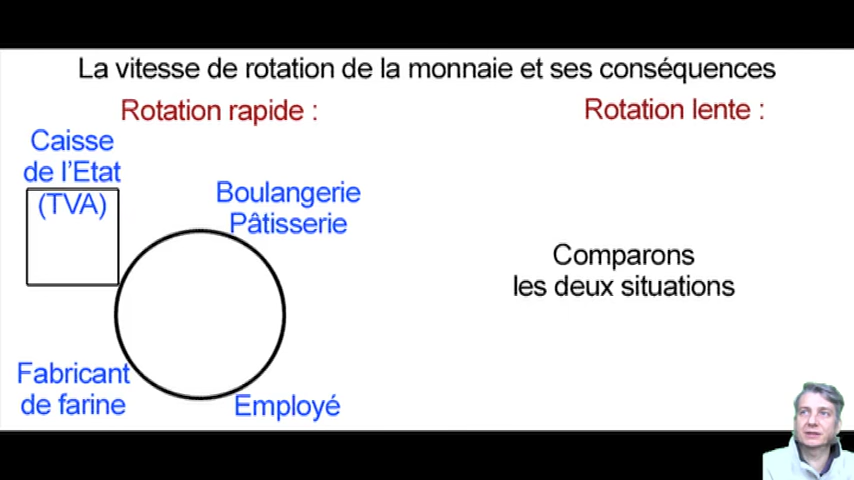 La vitesse de rotation de la monnaie et ses conséquences
Rotation rapide :
Rotation lente :
Caisse
de l'Etat
(TVA)
Boulangerie
Pâtisserie
Comparons
les deux situations
Fabricant
de farine
Employé